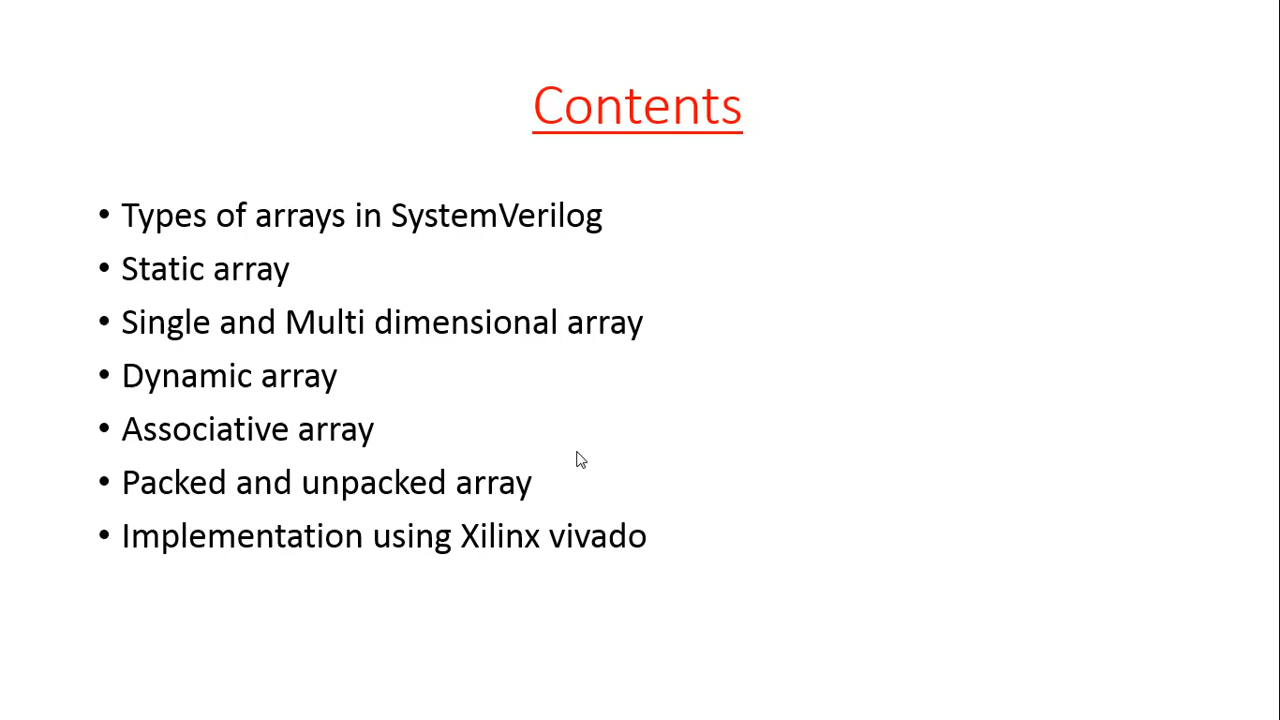 Contents
• Types of arrays in SystemVerilog
• Static array
• Single and Multi dimensional array
• Dynamic array
• Associative array
• Packed and unpacked array
• Implementation using Xilinx vivado